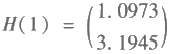 H(1) = (1.0973
3.1945)